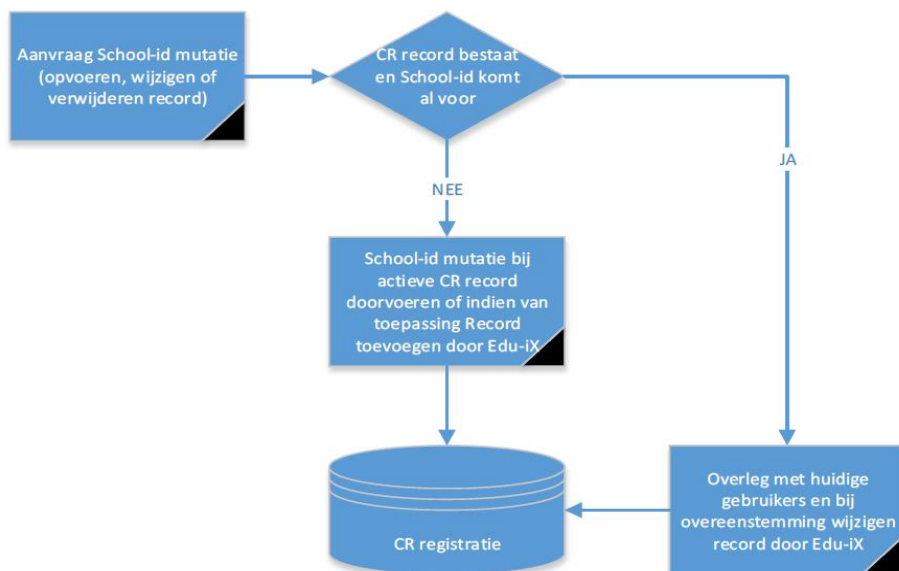 Aanvraag School-id mutatie
(opvoeren, wijzigen of
verwijderen record)
CR record bestaat
en School-id komt
al voor
JA
NEE
School-id mutatie bij
actieve CR record
doorvoeren of indien van
toepassing Record
toevoegen door Edu-iX
Overleg met huidige
gebruikers en bij
overeenstemming wijzigen
record door Edu-iX
CR registratie